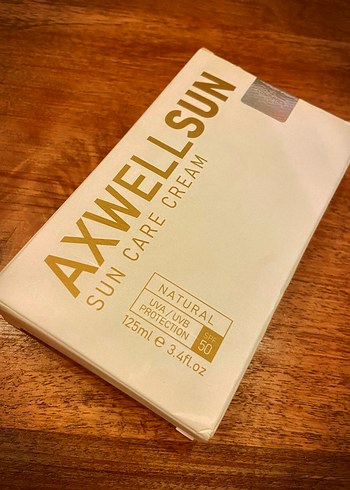 AXWELLSUN
SUN CARE CREAM
NATURAL
UVA/UVB
PROTECTION
SPF
50
125ml e 3.4fl.oz